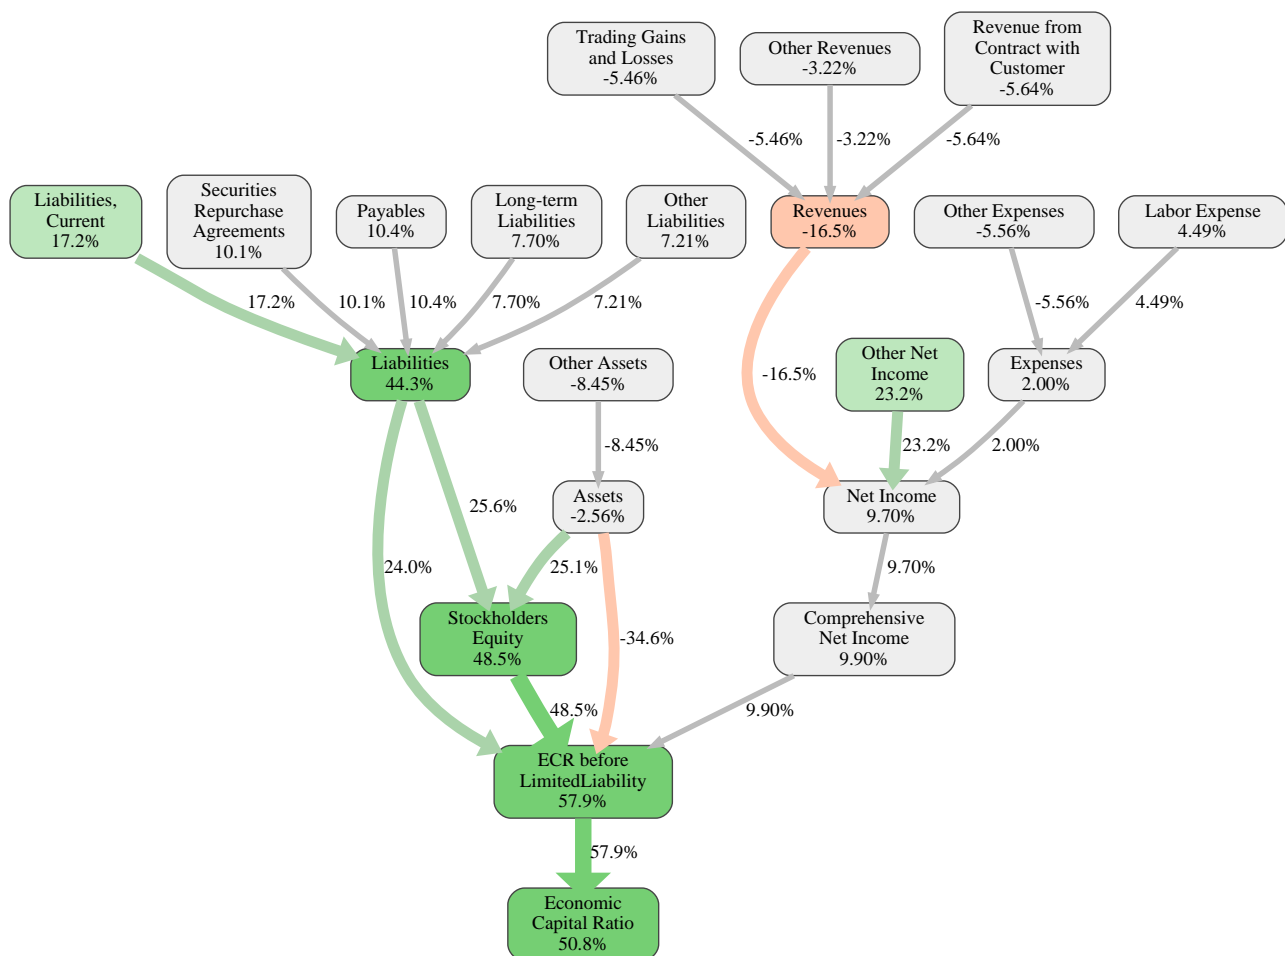 Trading Gains
and Losses
-5.46%
Other Revenues
-3.22%
Revenue from
Contract with
Customer
-5.64%
-5.46%
-3.22%
-5.64%
Liabilities,
Current
17.2%
Securities
Repurchase
Agreements
10.1%
Payables
10.4%
Long-term
Liabilities
7.70%
Other
Liabilities
7.21%
Revenues
-16.5%
Other Expenses
-5.56%
Labor Expense
4.49%
17.2%
10.1%
10.4%
7.70%
7.21%
-5.56%
4.49%
Liabilities
44.3%
Other Assets
-8.45%
-16.5%
Other Net
Income
23.2%
Expenses
2.00%
-8.45%
23.2%
2.00%
25.6%
Assets
-2.56%
Net Income
9.70%
24.0%
25.1%
9.70%
Stockholders
Equity
48.5%
-34.6%
Comprehensive
Net Income
9.90%
48.5%
9.90%
ECR before
LimitedLiability
57.9%
57.9%
Economic
Capital Ratio
50.8%